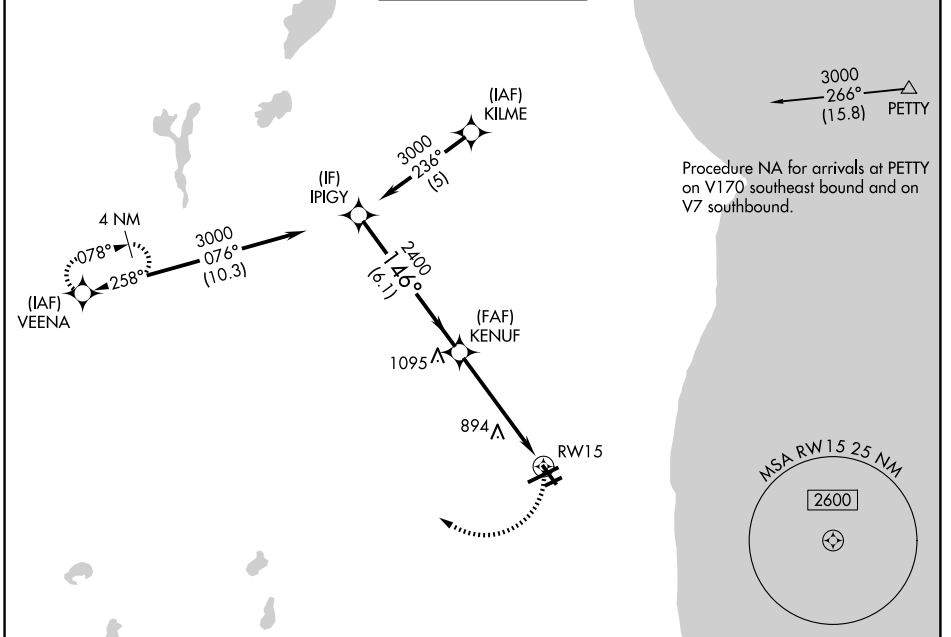 3000
266°
(15.8)
PETTY
(IAF)
KILME
3000
236°
(5)
Procedure NA for arrivals at PETTY
on V170 southeast bound and on
V7 southbound.
(IF)
IPIGY
4 NM
078°
258°
3000
076°
(10.3)
(IAF)
VEENA
2400
146°
(6.1)
(FAF)
KENUF
1095
894
RW15
MSA RW15 25 NM
2600